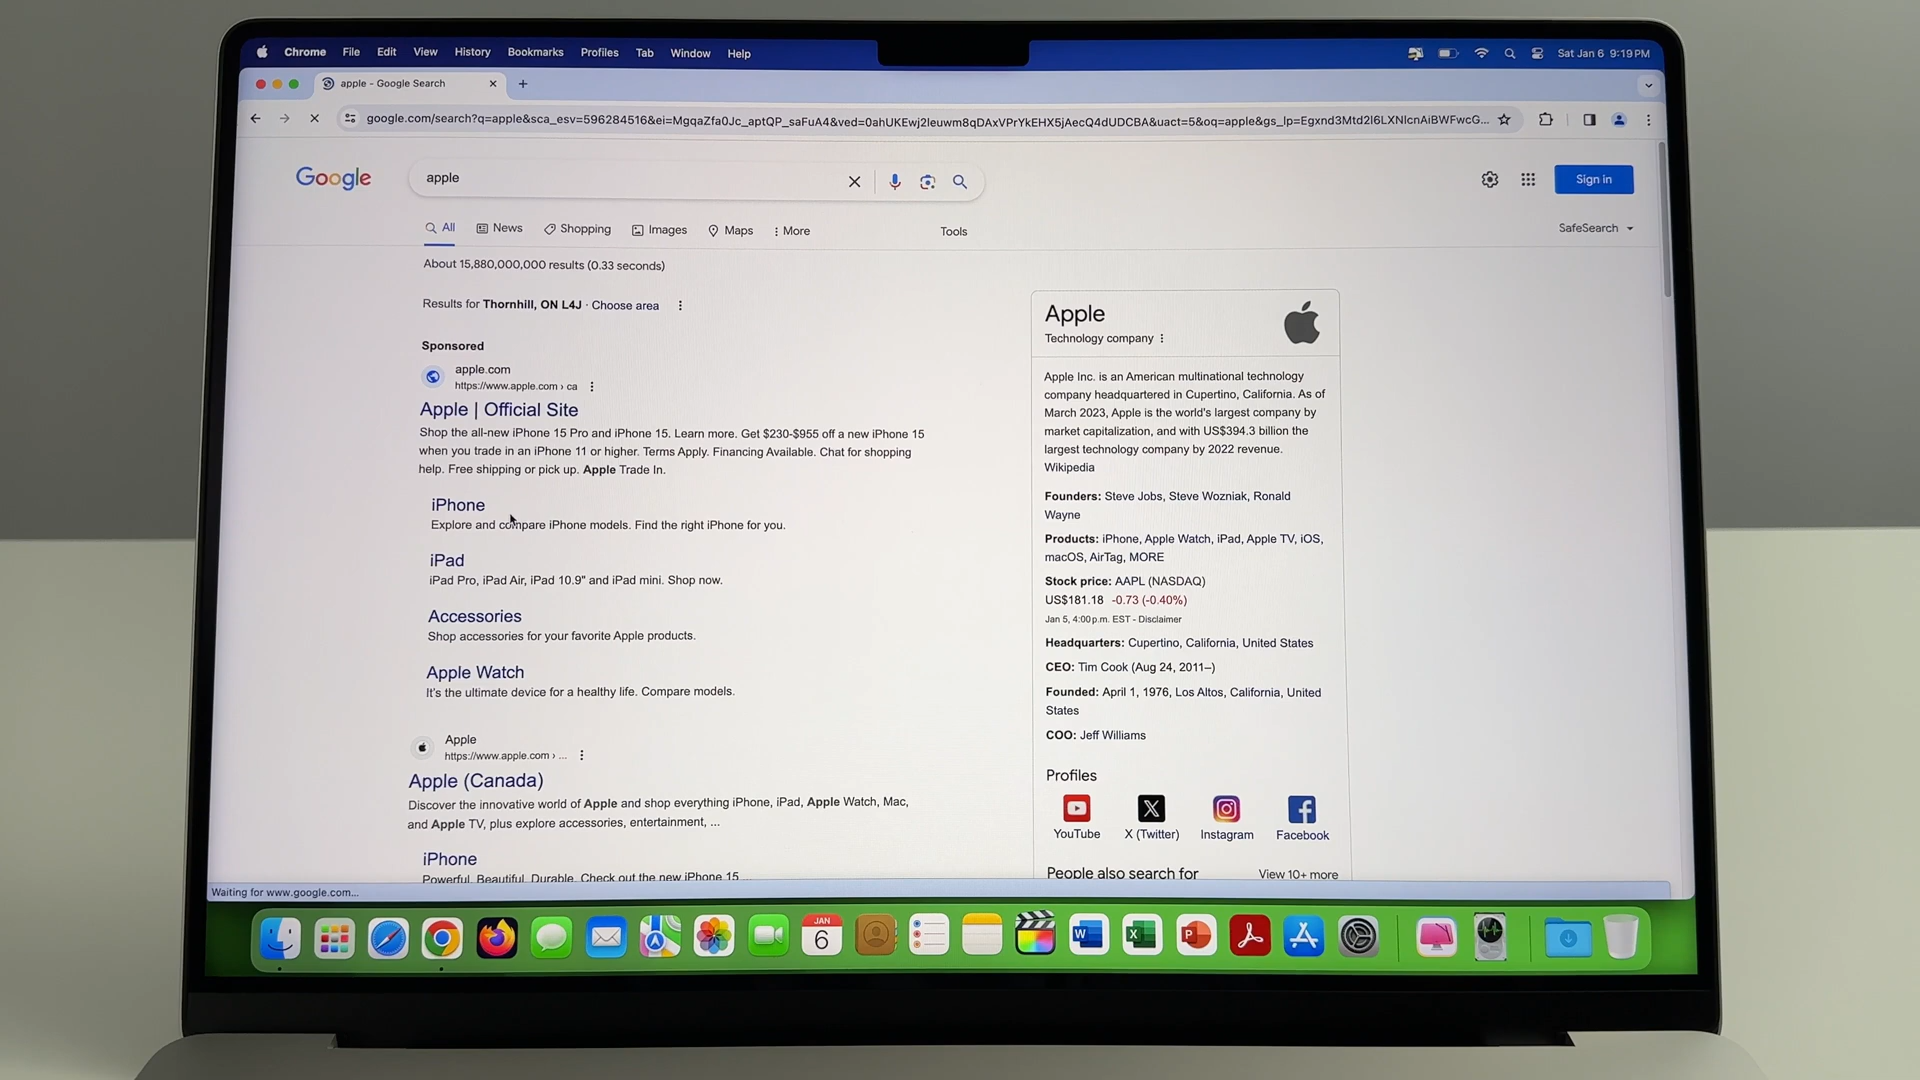 Chrome File Edit View History Bookmarks Profiles Tab Window Help
Sat Jan 6 9:19 PM
apple - Google Search
google.com/search?q=apple&sca_esv=596284516&ei=MgqaZfa0Jc_aptQP_saFuA4&ved=0ahUKEwj2leuwm8qDAxVPrYkEHX5jAecQ4dUDCBA&uact=5&oq=apple&gs_lp=Egxnd3Mtd2l6LXNlcnAiBWFwcG...
Google
apple
Sign in
All News Shopping Images Maps More
Tools
SafeSearch
About 15,880,000,000 results (0.33 seconds)
Results for Thornhill, ON L4J · Choose area
Sponsored
apple.com
https://www.apple.com › ca
Apple | Official Site
Shop the all-new iPhone 15 Pro and iPhone 15. Learn more. Get $230-$955 off a new iPhone 15
when you trade in an iPhone 11 or higher. Terms Apply. Financing Available. Chat for shopping
help. Free shipping or pick up. Apple Trade In.
iPhone
Explore and compare iPhone models. Find the right iPhone for you.
iPad
iPad Pro, iPad Air, iPad 10.9" and iPad mini. Shop now.
Accessories
Shop accessories for your favorite Apple products.
Apple Watch
It's the ultimate device for a healthy life. Compare models.
Apple
https://www.apple.com › ...
Apple (Canada)
Discover the innovative world of Apple and shop everything iPhone, iPad, Apple Watch, Mac,
and Apple TV, plus explore accessories, entertainment, ...
iPhone
Powerful. Beautiful. Durable. Check out the new iPhone 15 ...
Apple
Technology company
Apple Inc. is an American multinational technology
company headquartered in Cupertino, California. As of
March 2023, Apple is the world's largest company by
market capitalization, and with US$394.3 billion the
largest technology company by 2022 revenue.
Wikipedia
Founders: Steve Jobs, Steve Wozniak, Ronald
Wayne
Products: iPhone, Apple Watch, iPad, Apple TV, iOS,
macOS, AirTag, MORE
Stock price: AAPL (NASDAQ)
US$181.18 -0.73 (-0.40%)
Jan 5, 4:00 p.m. EST - Disclaimer
Headquarters: Cupertino, California, United States
CEO: Tim Cook (Aug 24, 2011–)
Founded: April 1, 1976, Los Altos, California, United
States
COO: Jeff Williams
Profiles
YouTube X (Twitter) Instagram Facebook
People also search for
View 10+ more
Waiting for www.google.com...
JAN
6
W
X
P